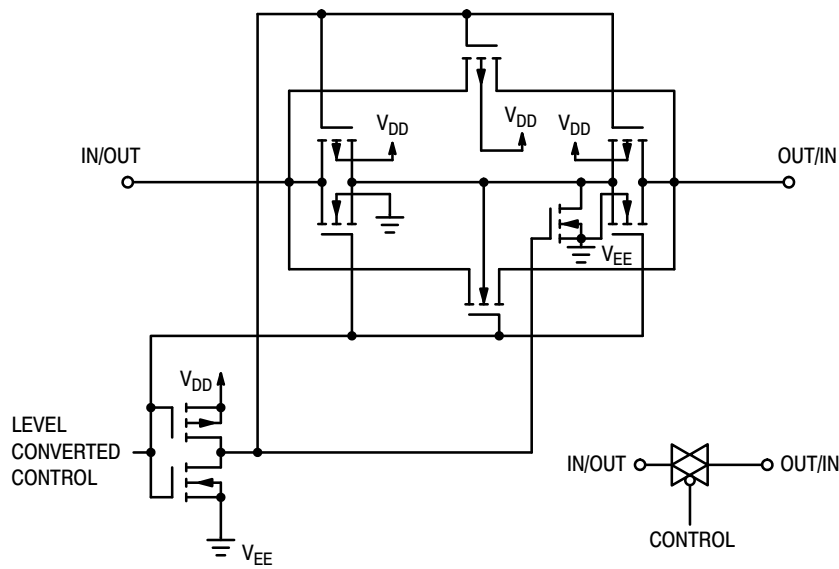 V_DD
V_DD V_DD
IN/OUT OUT/IN
V_EE
V_DD
LEVEL
CONVERTED
CONTROL
IN/OUT OUT/IN
CONTROL
V_EE